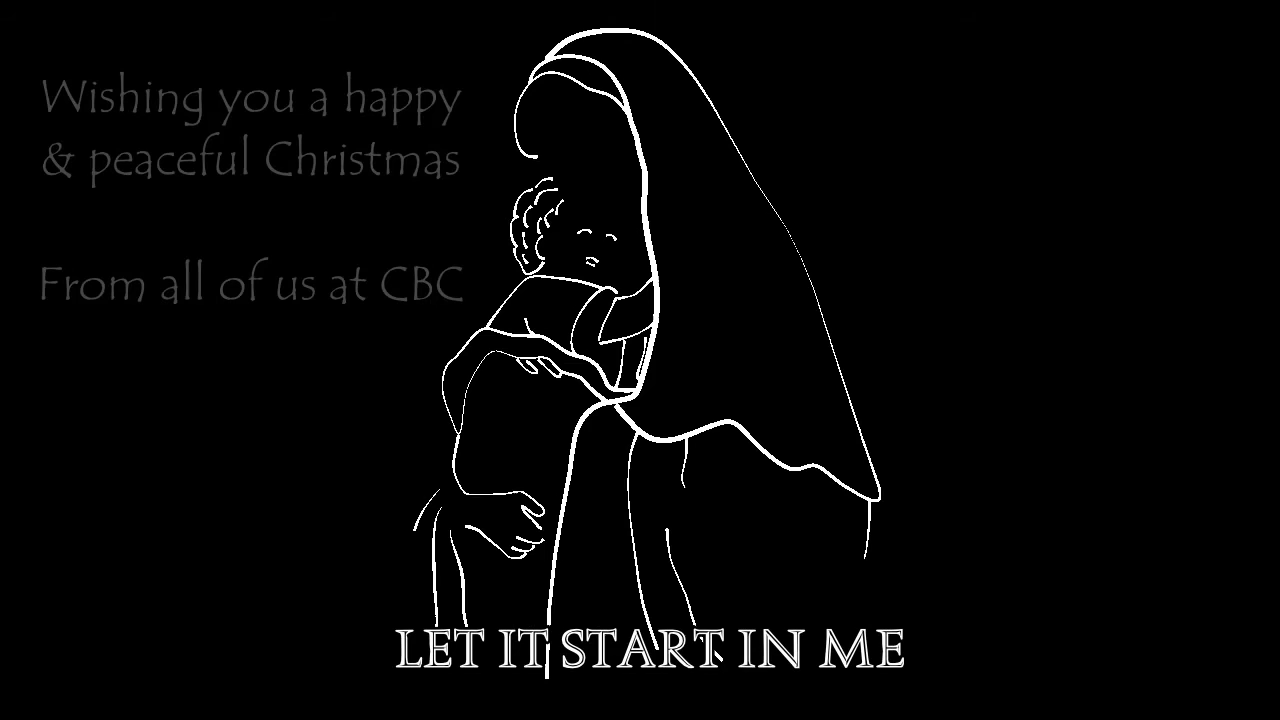 Wishing you a happy
& peaceful Christmas
From all of us at CBC
LET IT START IN ME